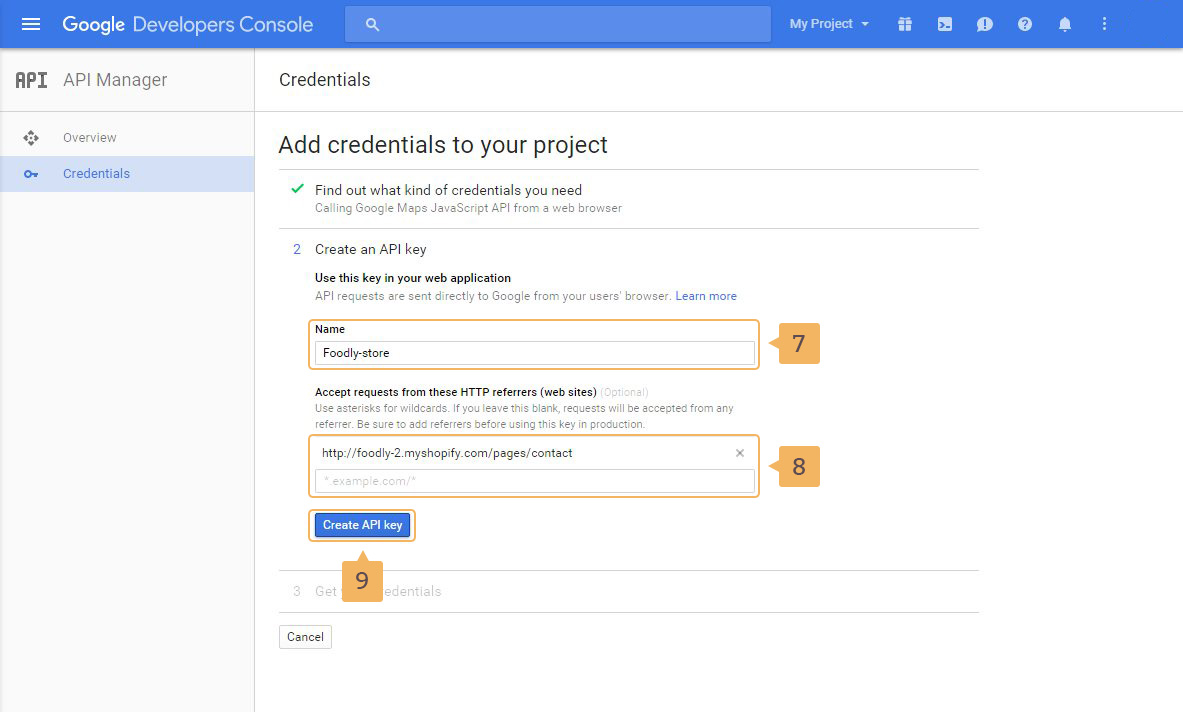 Google Developers Console
My Project
API API Manager
Credentials
Overview
Credentials
Add credentials to your project
Find out what kind of credentials you need
Calling Google Maps JavaScript API from a web browser
2 Create an API key
Use this key in your web application
API requests are sent directly to Google from your users' browser. Learn more
Name
Foodly-store
7
Accept requests from these HTTP referrers (web sites) (Optional)
Use asterisks for wildcards. If you leave this blank, requests will be accepted from any
referrer. Be sure to add referrers before using this key in production.
http://foodly-2.myshopify.com/pages/contact
*.example.com/*
8
Create API key
9
3 Get edentials
Cancel